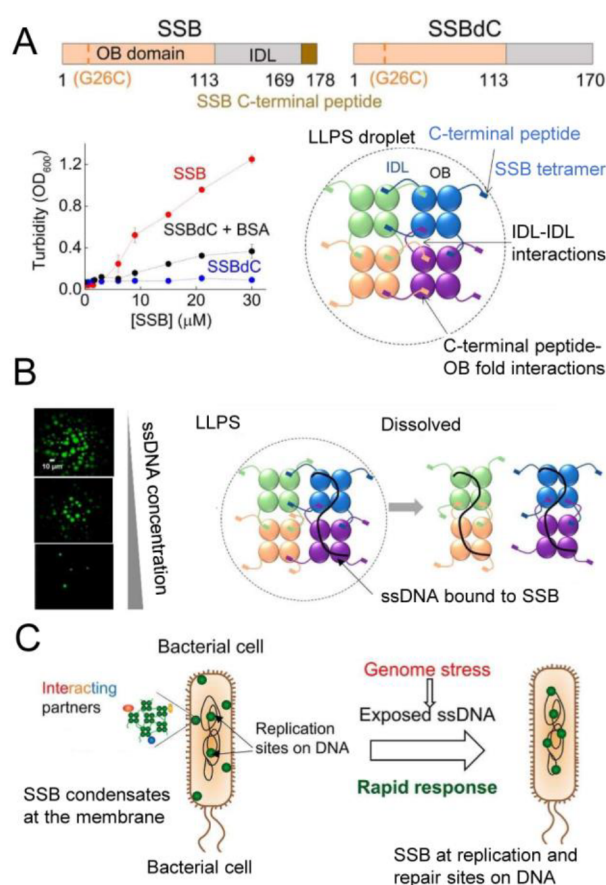 A
SSB
SSBdC
OB domain
IDL
1 (G26C) 113 169 178
1 (G26C) 113 170
SSB C-terminal peptide
Turbidity (OD600)
1.2
0.8
0.4
0.0
SSB
SSBdC + BSA
SSBdC
0 10 20 30
[SSB] (μM)
LLPS droplet
C-terminal peptide
IDL
OB
SSB tetramer
IDL-IDL
interactions
C-terminal peptide-
OB fold interactions
B
10 μm
ssDNA concentration
LLPS
Dissolved
ssDNA bound to SSB
C
Bacterial cell
Interacting
partners
Replication
sites on DNA
SSB condensates
at the membrane
Bacterial cell
Genome stress
Exposed ssDNA
Rapid response
SSB at replication and
repair sites on DNA